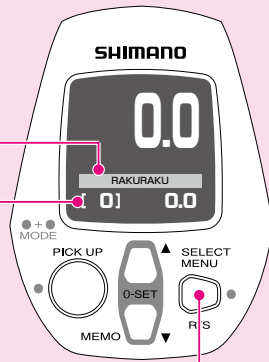 SHIMANO
0.0
RAKURAKU
[ 0] 0.0
+
MODE
PICK UP
SELECT
MENU
0-SET
MEMO
R/S